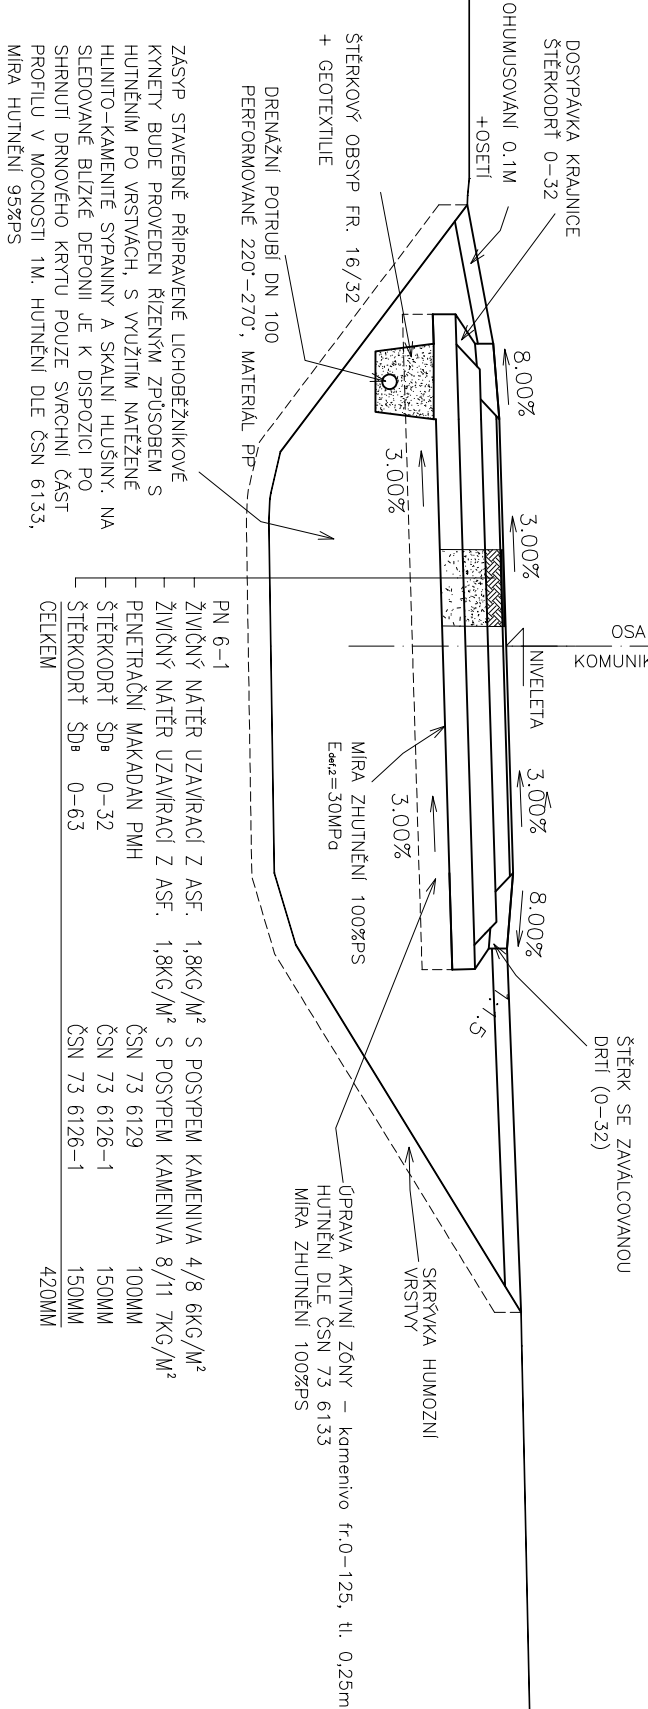 OHUMUSOVÁNÍ 0.1M
+OSETÍ
DOSYPÁVKA KRAJNICE
ŠTĚRKODRŤ 0-32
ŠTĚRKOVÝ OBSYP FR. 16/32
+ GEOTEXTILIE
DRENÁŽNÍ POTRUBÍ DN 100
PERFOROVANÉ 220°-270°, MATERIÁL PP
8.00%
3.00%
3.00%
OSA
KOMUNIK
NIVELETA
3.00%
8.00%
3.00%
MÍRA ZHUTNĚNÍ 100%PS
Edef,2=30MPa
ŠTĚRK SE ZAVÁLCOVANOU
DRTÍ (0-32)
SKRÝVKA HUMOZNÍ
VRSTVY
ÚPRAVA AKTIVNÍ ZÓNY - kamenivo fr.0-125, tl. 0,25m
HUTNĚNÍ DLE ČSN 73 6133
MÍRA ZHUTNĚNÍ 100%PS
ZÁSYP STAVEBNĚ PŘIPRAVENÉ LICHOBĚŽNÍKOVÉ
KYNETY BUDE PROVEDEN ŘÍZENÝM ZPŮSOBEM S
HUTNĚNÍM PO VRSTVÁCH, S VYUŽITÍM NATĚŽENÉ
HLINITO-KAMENITÉ SYPANINY A SKALNÍ HLUŠINY. NA
SLEDOVANÉ BLÍZKÉ DEPONII JE K DISPOZICI PO
SHRNUTÍ DRNOVÉHO KRYTU POUZE SVRCHNÍ ČÁST
PROFILU V MOCNOSTI 1M. HUTNĚNÍ DLE ČSN 6133,
MÍRA HUTNĚNÍ 95%PS
PN 6-1
ŽIVIČNÝ NÁTĚR UZAVÍRACÍ Z ASF. 1,8KG/M² S POSYPEM KAMENIVA 4/8 6KG/M²
ŽIVIČNÝ NÁTĚR UZAVÍRACÍ Z ASF. 1,8KG/M² S POSYPEM KAMENIVA 8/11 7KG/M²
PENETRAČNÍ MAKADAN PMH ČSN 73 6129 100MM
ŠTĚRKODRŤ ŠDB 0-32 ČSN 73 6126-1 150MM
ŠTĚRKODRŤ ŠDB 0-63 ČSN 73 6126-1 150MM
CELKEM 420MM